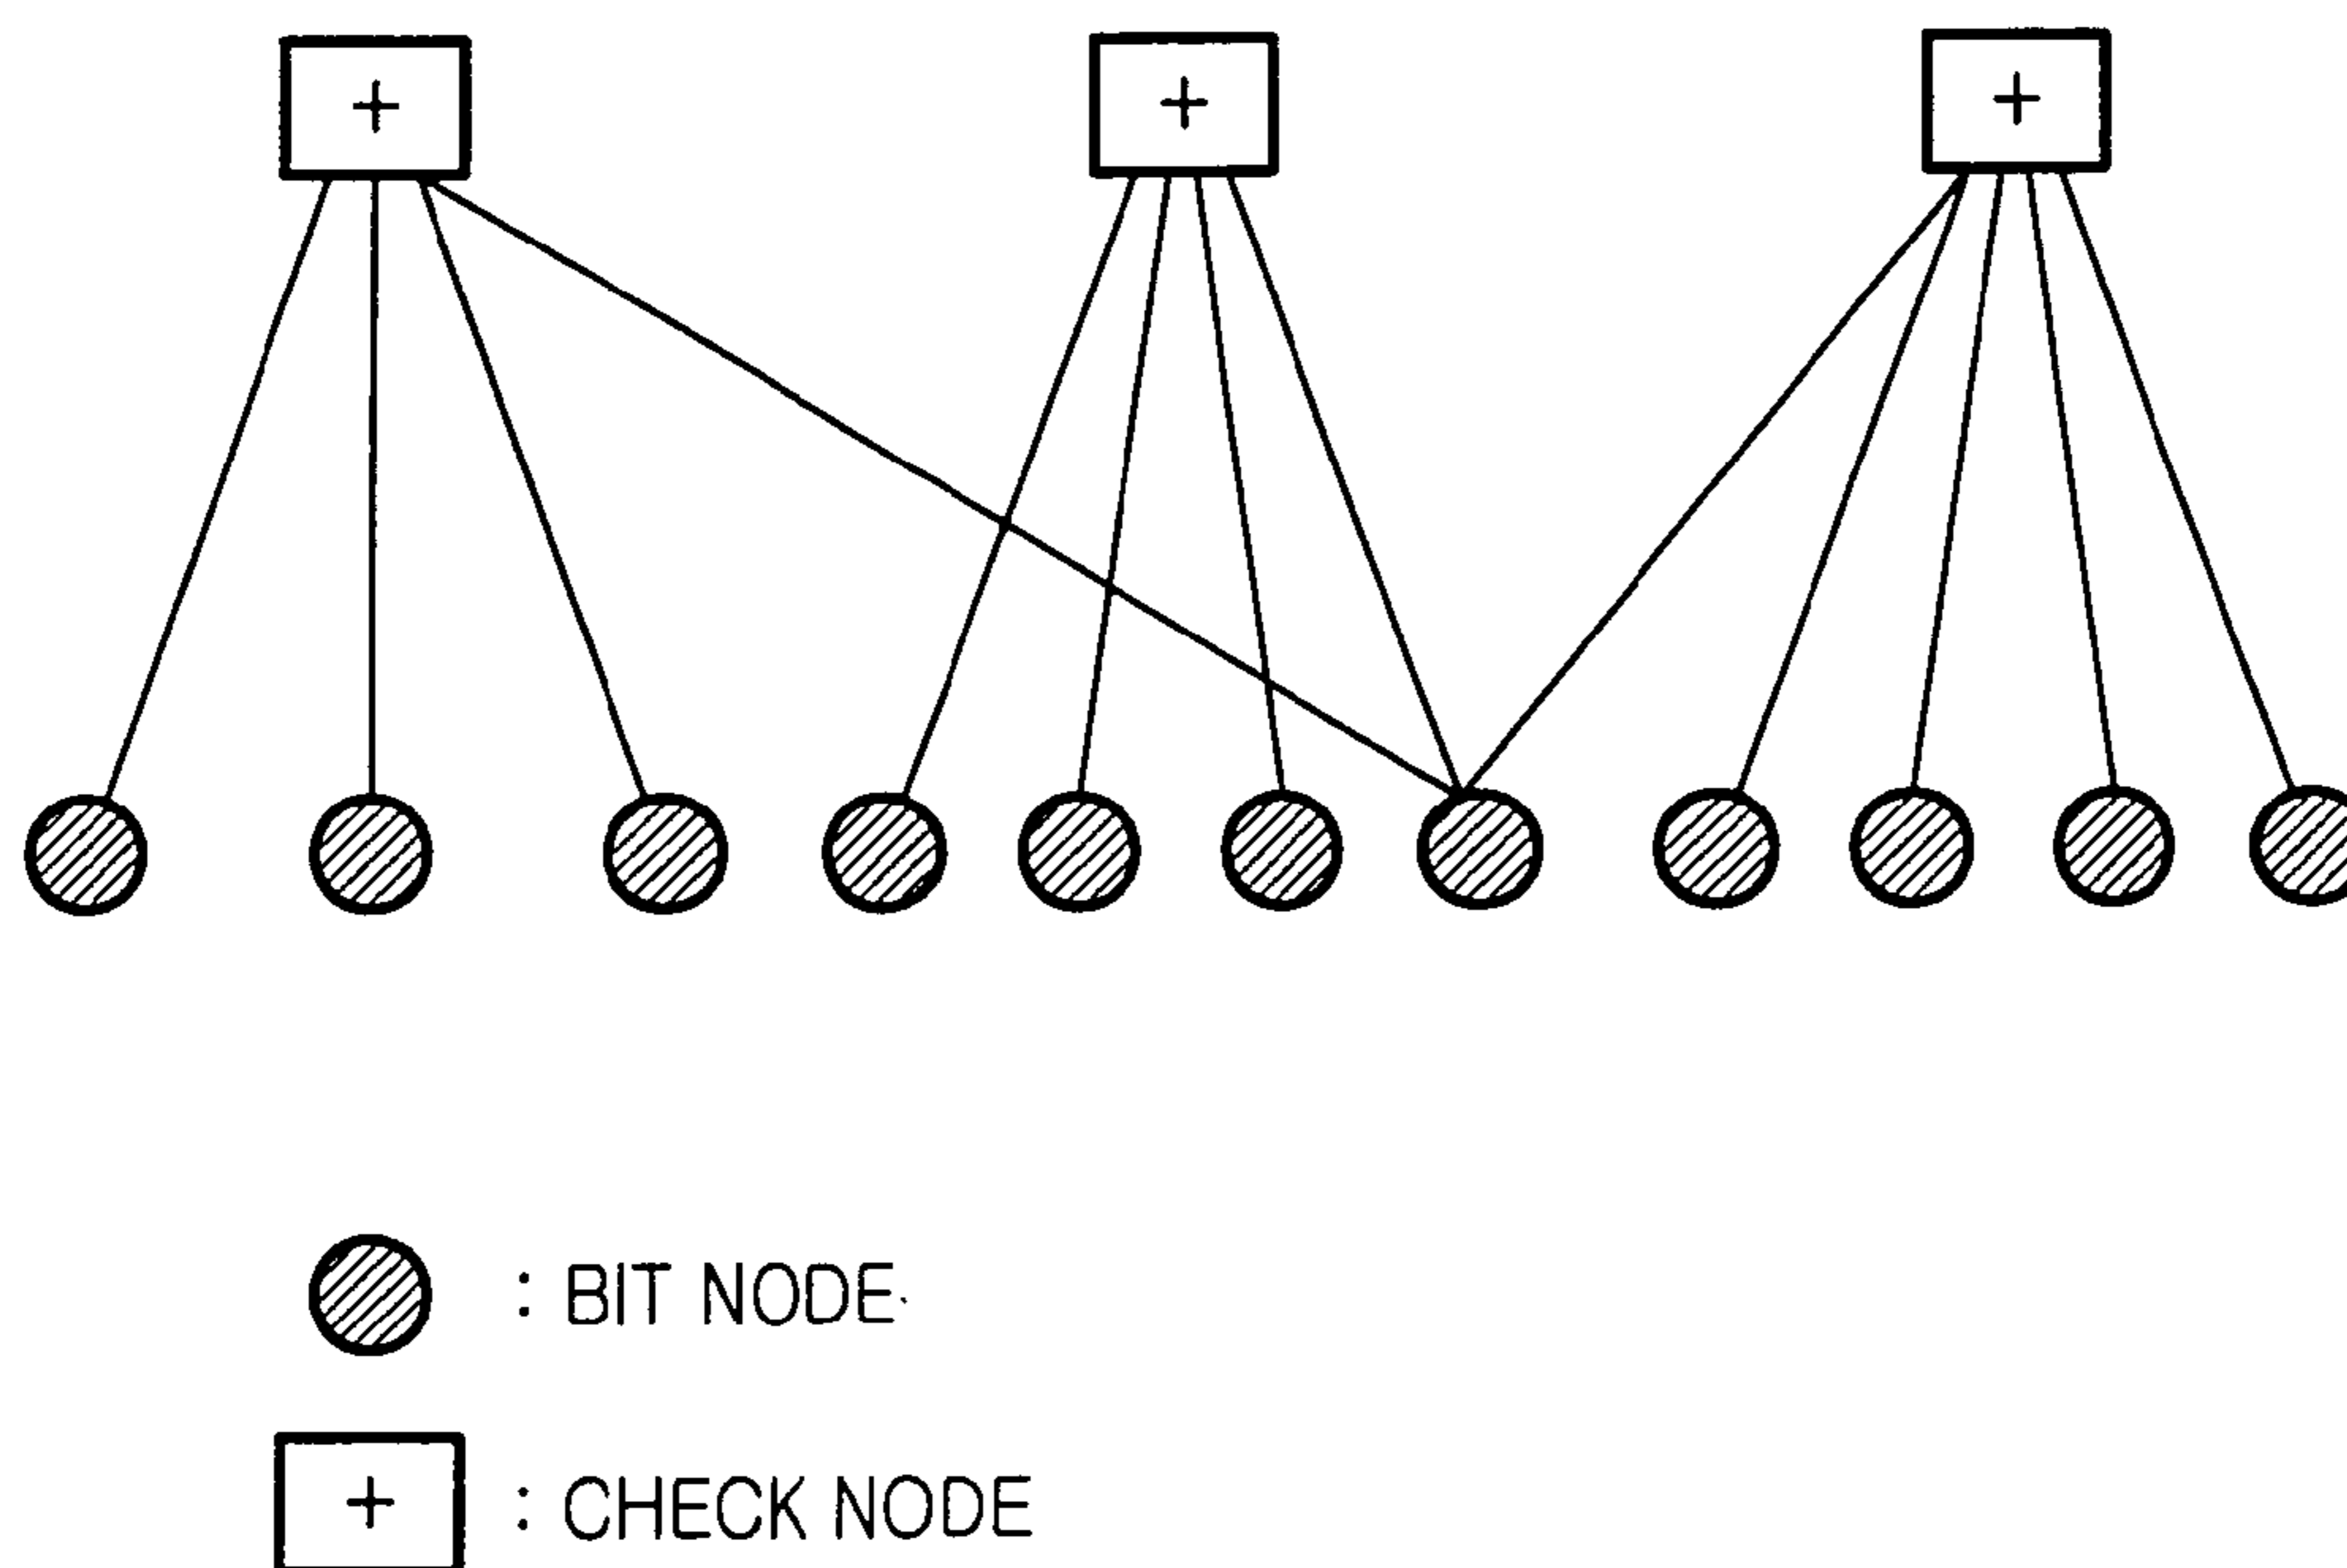 + + +
: BIT NODE
+ : CHECK NODE